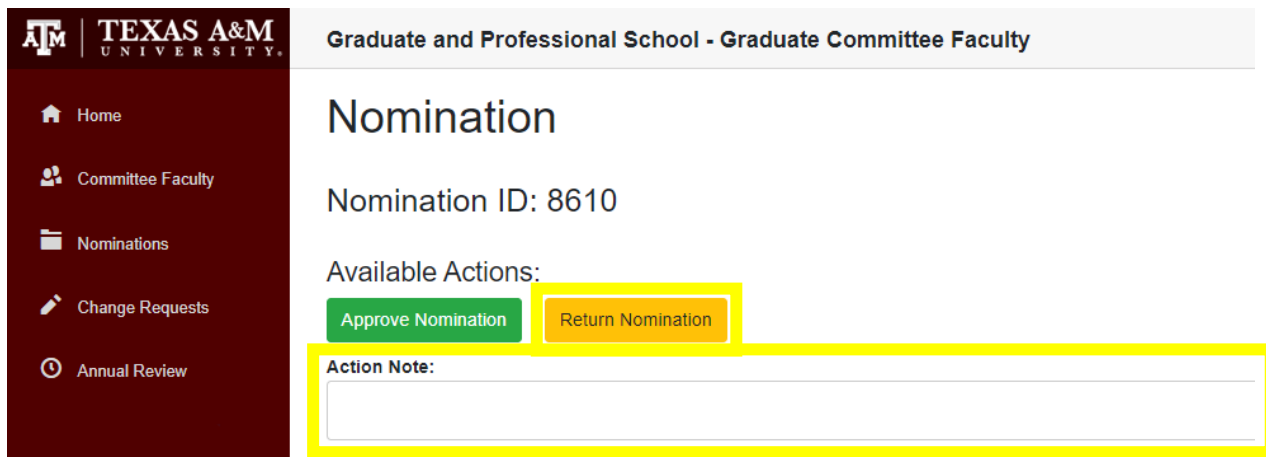 TEXAS A&M
UNIVERSITY.
Graduate and Professional School - Graduate Committee Faculty
Home
Committee Faculty
Nominations
Change Requests
Annual Review
Nomination
Nomination ID: 8610
Available Actions:
Approve Nomination
Return Nomination
Action Note: